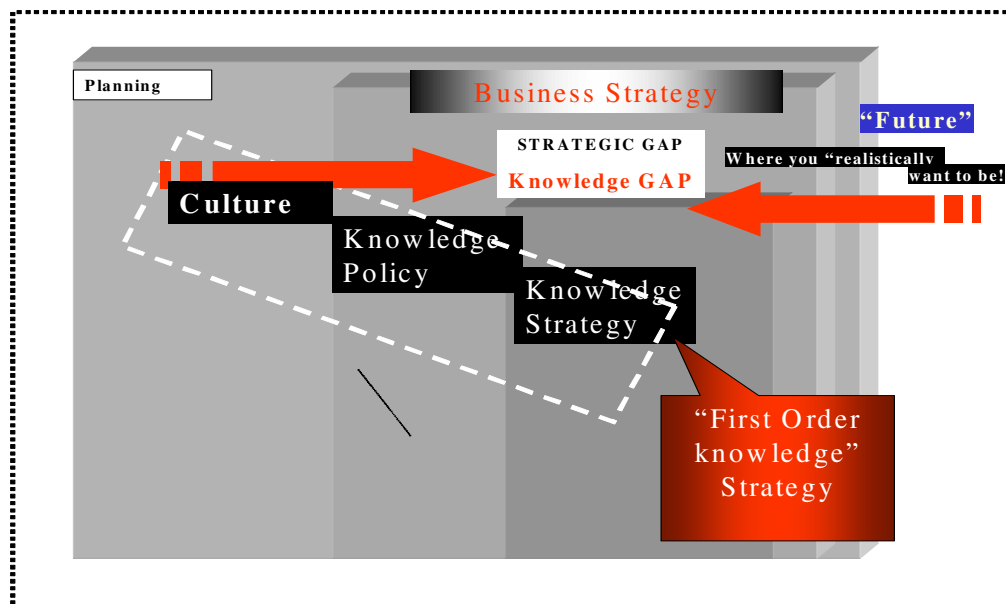 Planning
Business Strategy
“Future”
STRATEGIC GAP
Knowledge GAP
Where you “realistically
want to be!
Culture
Knowledge
Policy
Knowledge
Strategy
“First Order
knowledge”
Strategy